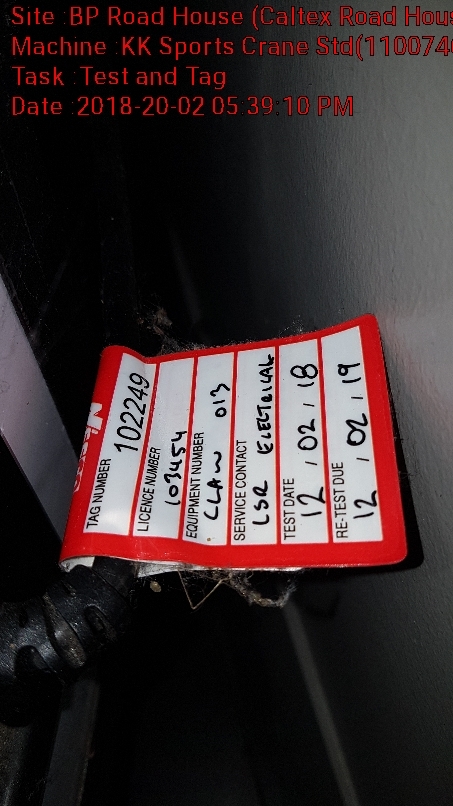 Site :BP Road House (Caltex Road Hous
Machine :KK Sports Crane Std(110074
Task :Test and Tag
Date :2018-20-02 05:39:10 PM
TAG NUMBER 102249
LICENCE NUMBER
103454
EQUIPMENT NUMBER
CLAW 013
SERVICE CONTACT
LSR ELECTRICAL
TEST DATE
12 / 02 / 18
RE-TEST DUE
12 / 02 / 19